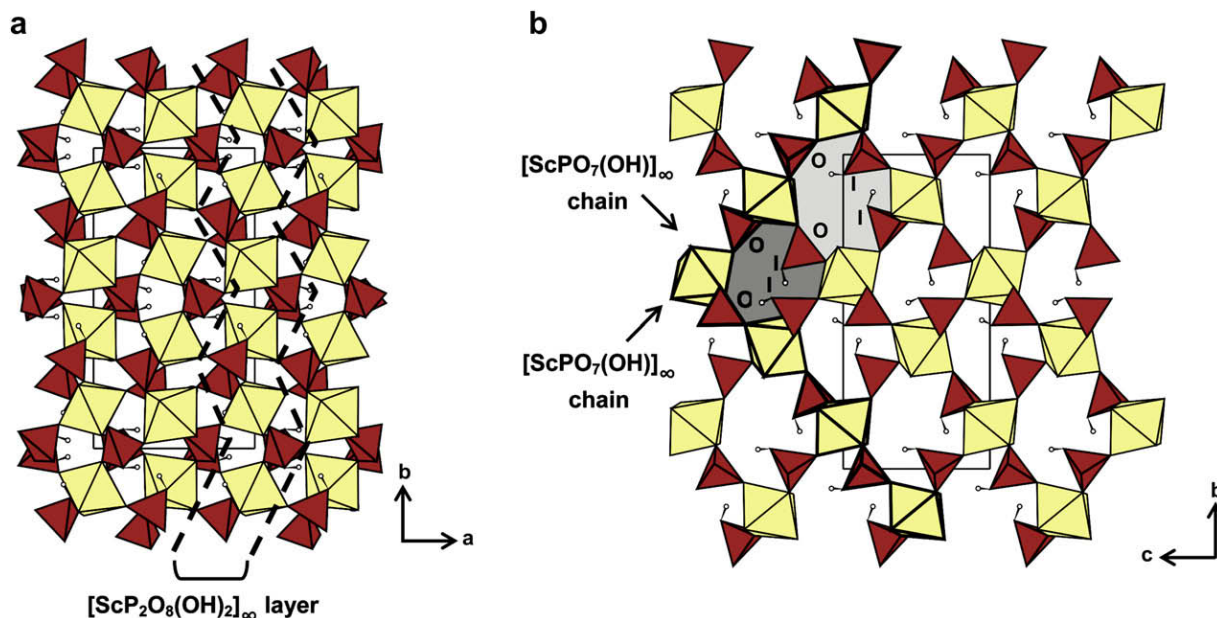 a
b
a
[ScP₂O₈(OH)₂]∞ layer
b
[ScPO₇(OH)]∞
chain
[ScPO₇(OH)]∞
chain
O
I
I
O
O
I
I
O
b
c